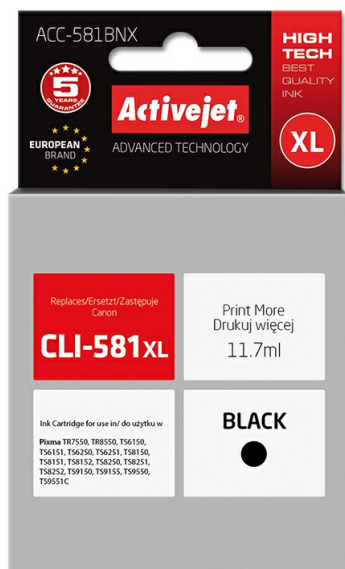 ACC-581BNX
HIGH
TECH
BEST
QUALITY
INK
5
YEARS
GUARANTEE
Activejet®
EUROPEAN
BRAND
ADVANCED TECHNOLOGY
XL
Replaces/Ersetzt/Zastępuje
Canon
CLI-581XL
Print More
Drukuj więcej
11.7ml
Ink Cartridge for use in/ do użytku w
Pixma TR7550, TR8550, TS6150,
TS6151, TS6250, TS6251, TS8150,
TS8151, TS8152, TS8250, TS8251,
TS8252, TS9150, TS9155, TS9550,
TS9551C
BLACK